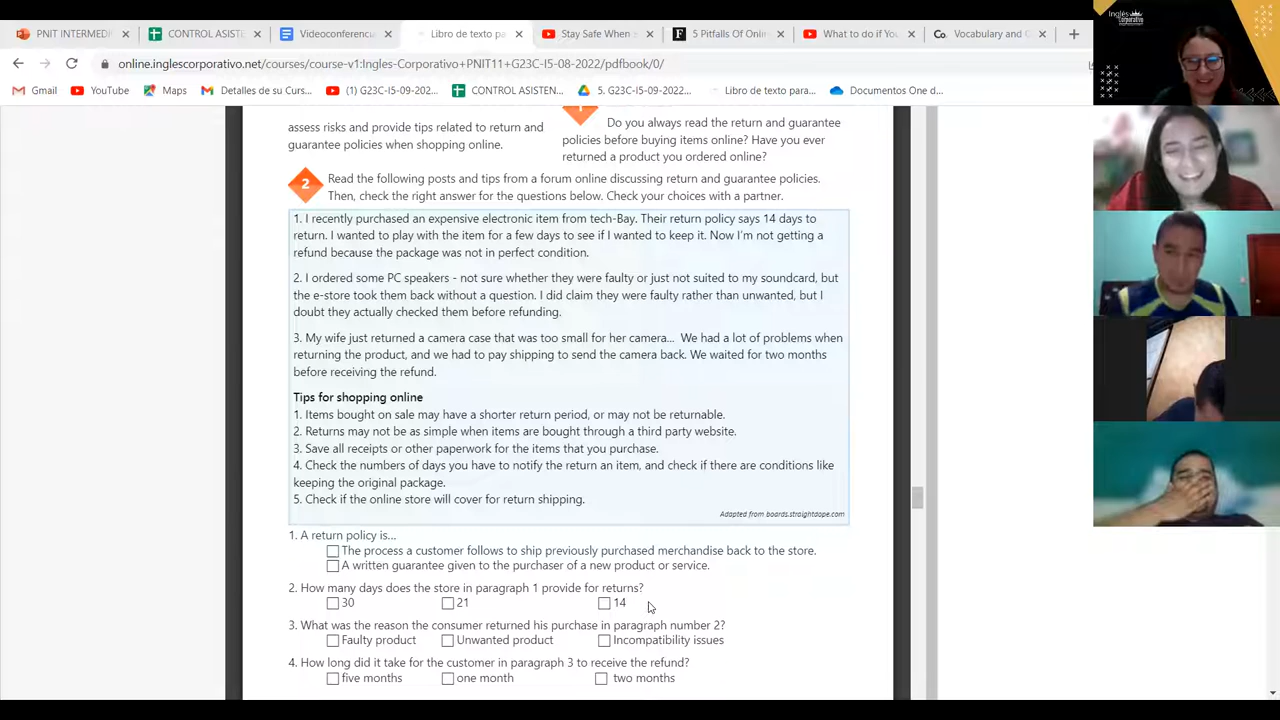 PNIT INTERMEDI
CONTROL ASISTE
Videoconferenci
Libro de texto pa
Stay Safe When
5 Pitfalls Of Onlin
What to do if You
Vocabulary and G
online.inglescorporativo.net/courses/course-v1:Ingles-Corporativo+PNIT11+G23C-I5-08-2022/pdfbook/0/
Gmail
YouTube
Maps
Detalles de su Curs...
(1) G23C-I5-09-202...
CONTROL ASISTEN...
5. G23C-I5-09-2022...
Libro de texto para...
Documentos One d...
Inglés
Corporativo
assess risks and provide tips related to return and
guarantee policies when shopping online.
1
Do you always read the return and guarantee
policies before buying items online? Have you ever
returned a product you ordered online?
2
Read the following posts and tips from a forum online discussing return and guarantee policies.
Then, check the right answer for the questions below. Check your choices with a partner.
1. I recently purchased an expensive electronic item from tech-Bay. Their return policy says 14 days to
return. I wanted to play with the item for a few days to see if I wanted to keep it. Now I'm not getting a
refund because the package was not in perfect condition.
2. I ordered some PC speakers - not sure whether they were faulty or just not suited to my soundcard, but
the e-store took them back without a question. I did claim they were faulty rather than unwanted, but I
doubt they actually checked them before refunding.
3. My wife just returned a camera case that was too small for her camera... We had a lot of problems when
returning the product, and we had to pay shipping to send the camera back. We waited for two months
before receiving the refund.
Tips for shopping online
1. Items bought on sale may have a shorter return period, or may not be returnable.
2. Returns may not be as simple when items are bought through a third party website.
3. Save all receipts or other paperwork for the items that you purchase.
4. Check the numbers of days you have to notify the return an item, and check if there are conditions like
keeping the original package.
5. Check if the online store will cover for return shipping.
Adapted from boards.straightdope.com
1. A return policy is...
The process a customer follows to ship previously purchased merchandise back to the store.
A written guarantee given to the purchaser of a new product or service.
2. How many days does the store in paragraph 1 provide for returns?
30 21 14
3. What was the reason the consumer returned his purchase in paragraph number 2?
Faulty product Unwanted product Incompatibility issues
4. How long did it take for the customer in paragraph 3 to receive the refund?
five months one month two months